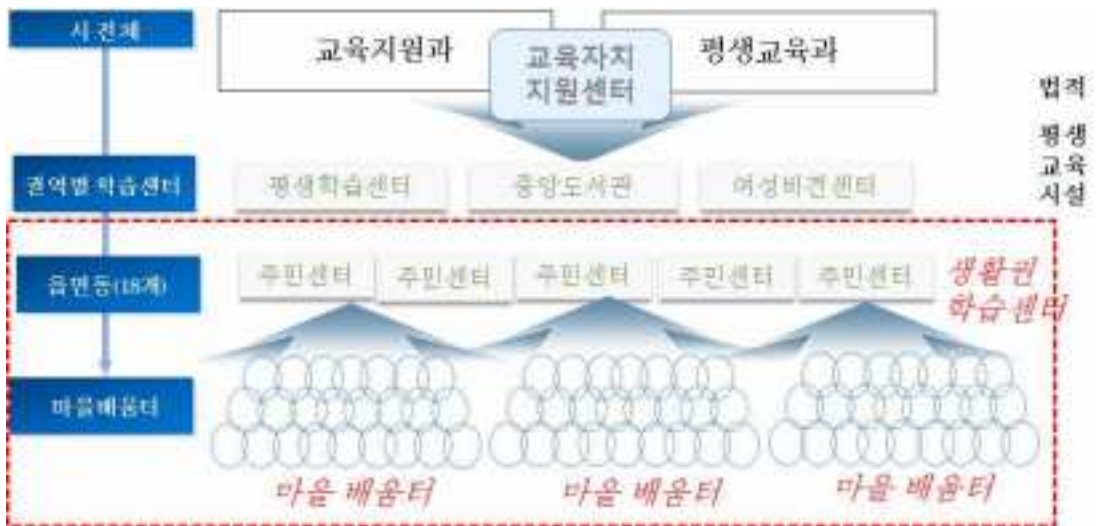 시 전체
교육지원과
교육자치
지원센터
평생교육과
법적
평생
교육
시설
권역별 학습센터
평생학습센터
중앙도서관
여성비전센터
읍면동(18개)
주민센터
주민센터
주민센터
주민센터
주민센터
생활권
학습센터
마을배움터
마을 배움터
마을 배움터
마을 배움터